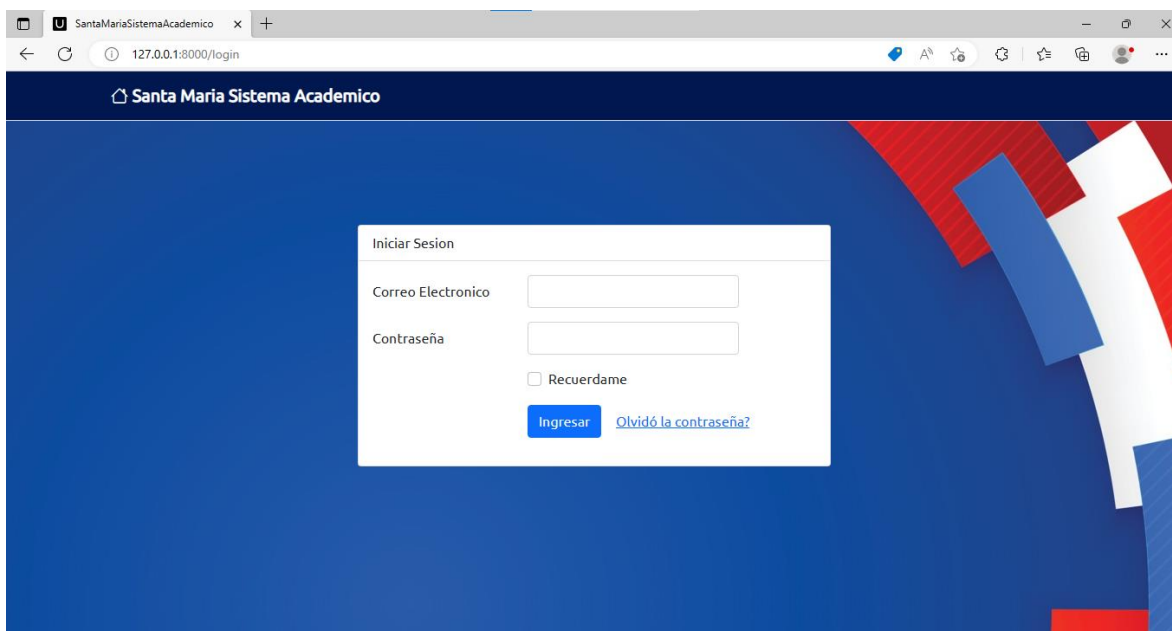 SantaMariaSistemaAcademico
127.0.0.1:8000/login
Santa Maria Sistema Academico
Iniciar Sesion
Correo Electronico
Contraseña
Recuerdame
Ingresar Olvidó la contraseña?